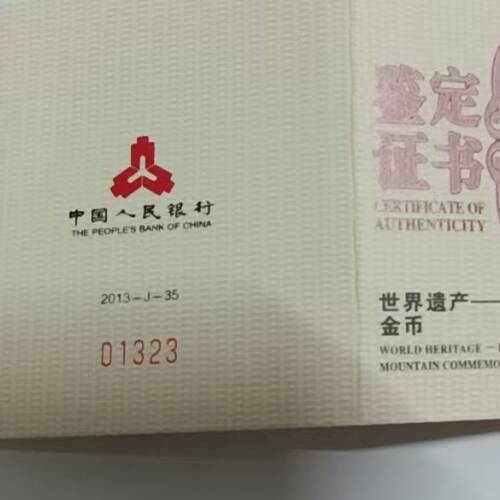 中国人民银行
THE PEOPLE'S BANK OF CHINA
2013-J-35
01323
鉴定
证书
CERTIFICATE OF
AUTHENTICITY
世界遗产—
金币
WORLD HERITAGE —
MOUNTAIN COMMEMO